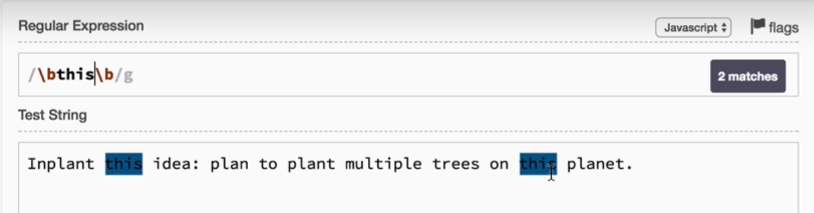 Regular Expression Javascript flags
/\bthis\b/g 2 matches
Test String
Inplant this idea: plan to plant multiple trees on this planet.